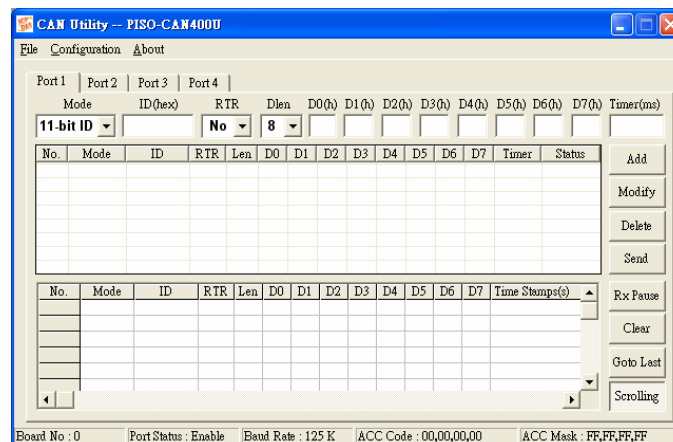 CAN Utility -- PISO-CAN400U
File Configuration About
Port 1 Port 2 Port 3 Port 4
Mode ID(hex) RTR Dlen D0(h) D1(h) D2(h) D3(h) D4(h) D5(h) D6(h) D7(h) Timer(ms)
11-bit ID No 8
No. Mode ID RTR Len D0 D1 D2 D3 D4 D5 D6 D7 Timer Status
Add
Modify
Delete
Send
No. Mode ID RTR Len D0 D1 D2 D3 D4 D5 D6 D7 Time Stamps(s)
Rx Pause
Clear
Goto Last
Scrolling
Board No : 0 Port Status : Enable Baud Rate : 125 K ACC Code : 00,00,00,00 ACC Mask : FF,FF,FF,FF